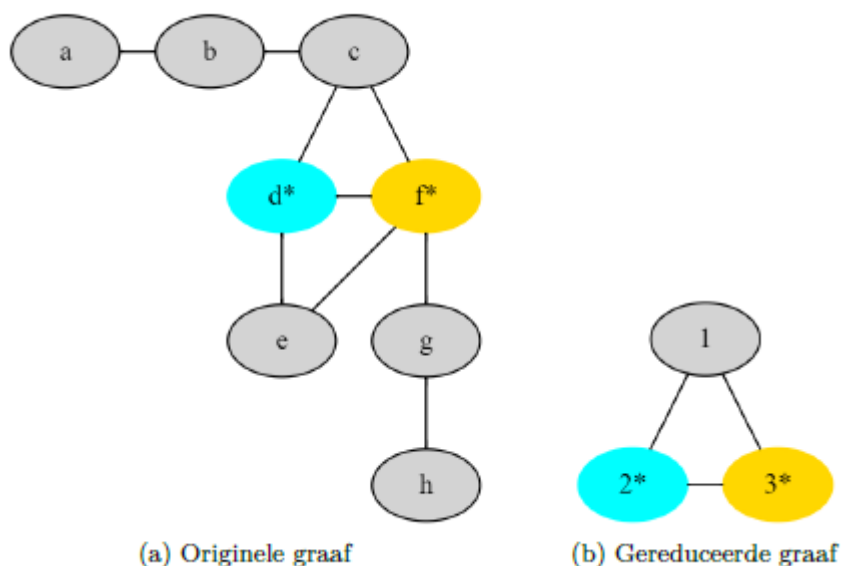 a b c
d* f*
e g 1
h 2* 3*
(a) Originele graaf (b) Gereduceerde graaf